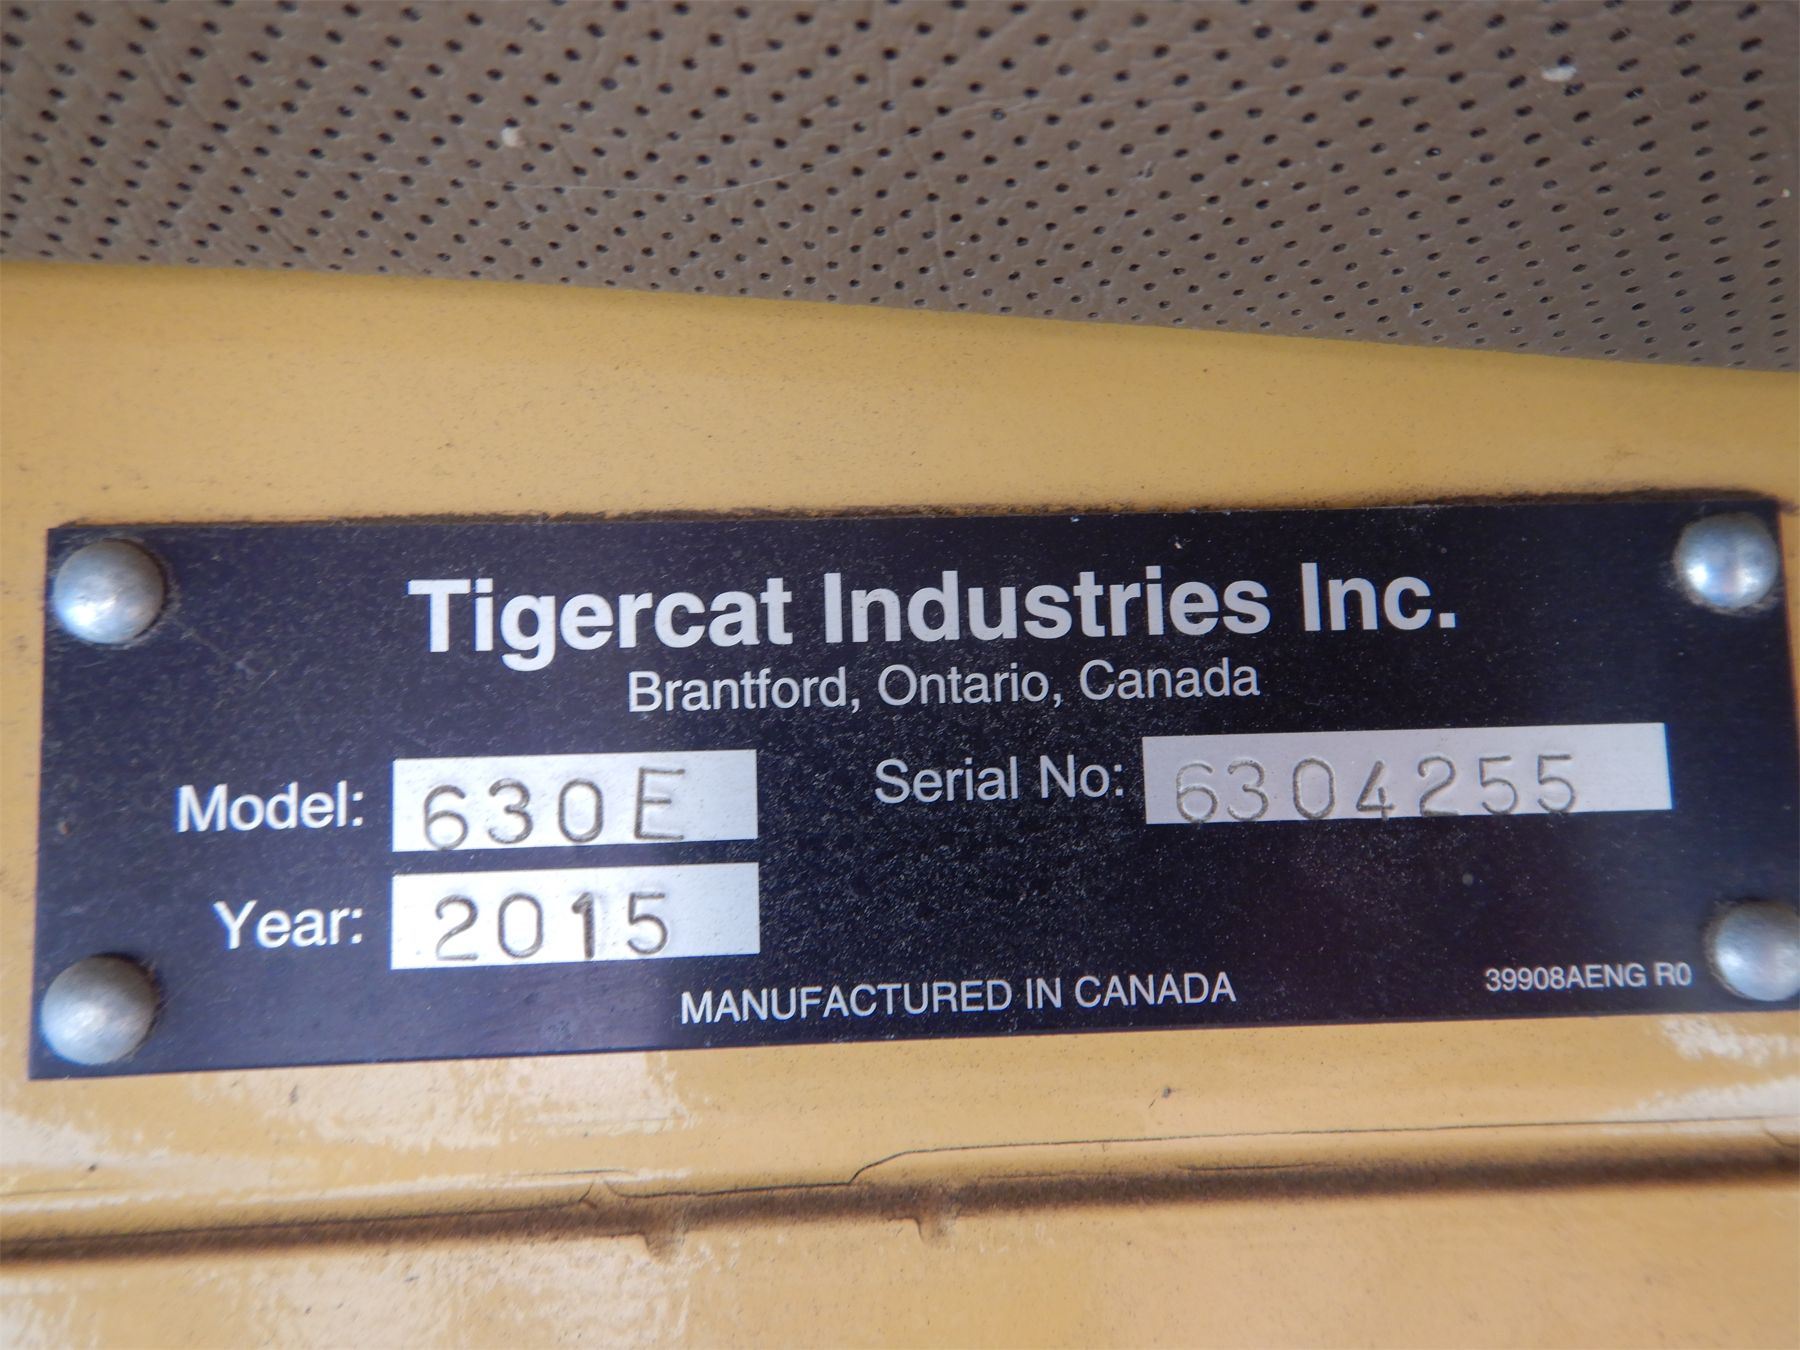 Tigercat Industries Inc.
Brantford, Ontario, Canada
Model: 630E Serial No: 6304255
Year: 2015
MANUFACTURED IN CANADA 39908AENG R0